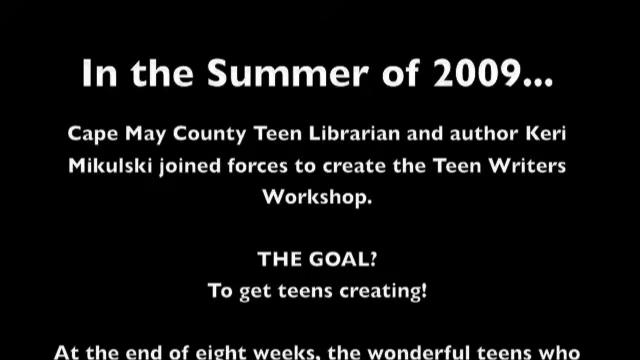 In the Summer of 2009...
Cape May County Teen Librarian and author Keri
Mikulski joined forces to create the Teen Writers
Workshop.
THE GOAL?
To get teens creating!
At the end of eight weeks, the wonderful teens who